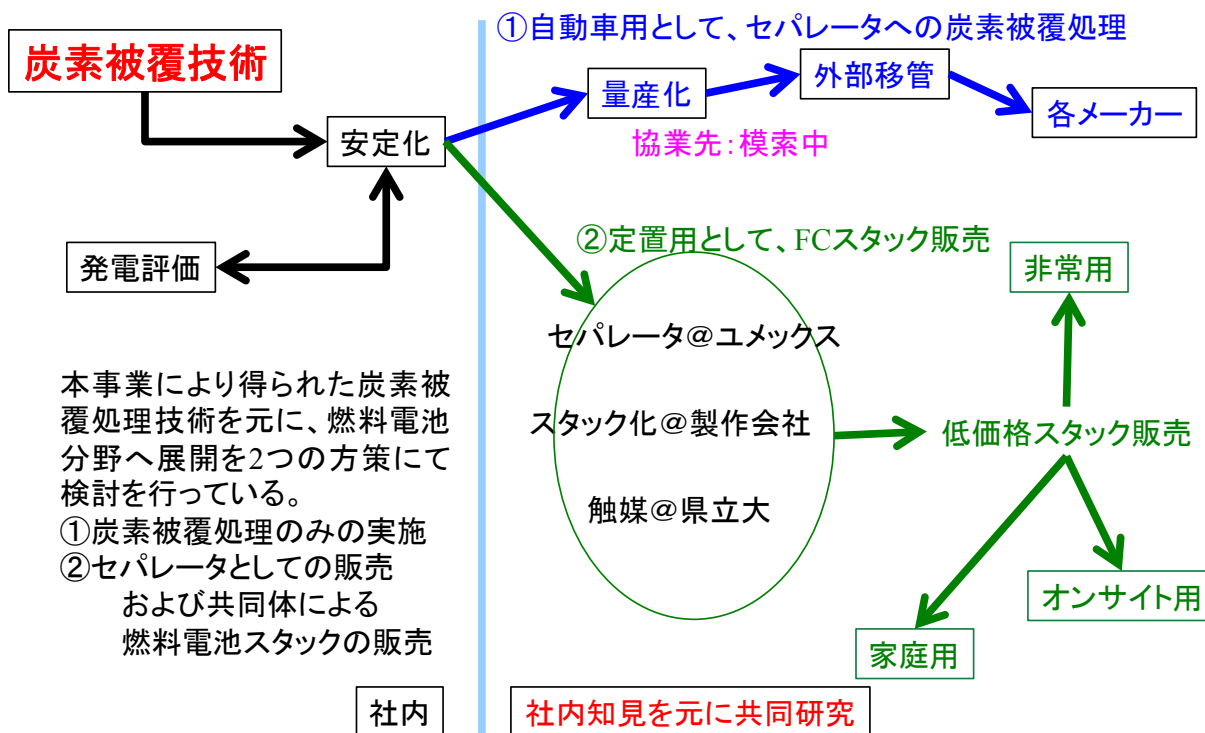 炭素被覆技術
安定化
発電評価
①自動車用として、セパレータへの炭素被覆処理
量産化
外部移管
各メーカー
協業先：模索中
②定置用として、FCスタック販売
セパレータ＠ユメックス
スタック化＠製作会社
触媒＠県立大
低価格スタック販売
非常用
オンサイト用
家庭用
本事業により得られた炭素被
覆処理技術を元に、燃料電池
分野へ展開を2つの方策にて
検討を行っている。
①炭素被覆処理のみの実施
②セパレータとしての販売
および共同体による
燃料電池スタックの販売
社内
社内知見を元に共同研究